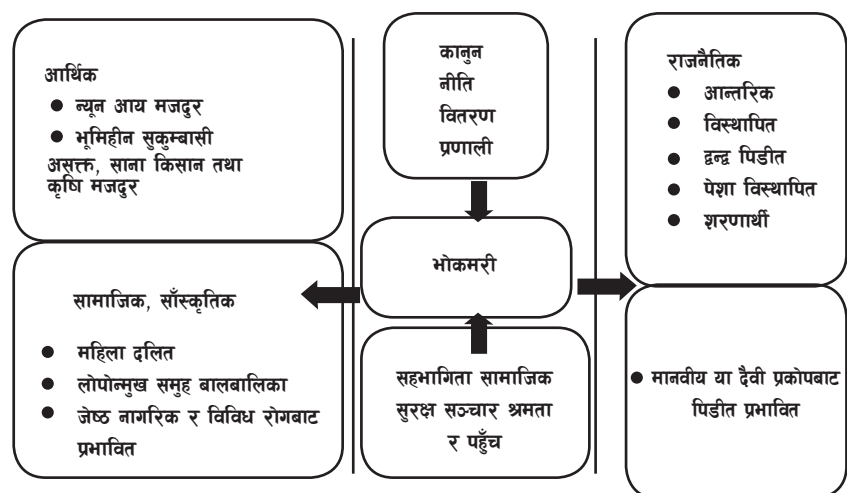 आर्थिक
● न्यून आय मजदुर
● भूमिहीन सुकुम्बासी
असक्त, साना किसान तथा
कृषि मजदुर
सामाजिक, साँस्कृतिक
● महिला दलित
● लोपोन्मुख समुह बालबालिका
● जेष्ठ नागरिक र विविध रोगबाट
प्रभावित
कानुन
नीति
वितरण
प्रणाली
भोकमरी
सहभागिता सामाजिक
सुरक्ष सञ्चार श्रमता
र पहुँच
राजनैतिक
● आन्तरिक
● विस्थापित
● द्वन्द्व पिडीत
● पेशा विस्थापित
● शरणार्थी
● मानवीय या दैवी प्रकोपबाट
पिडीत प्रभावित